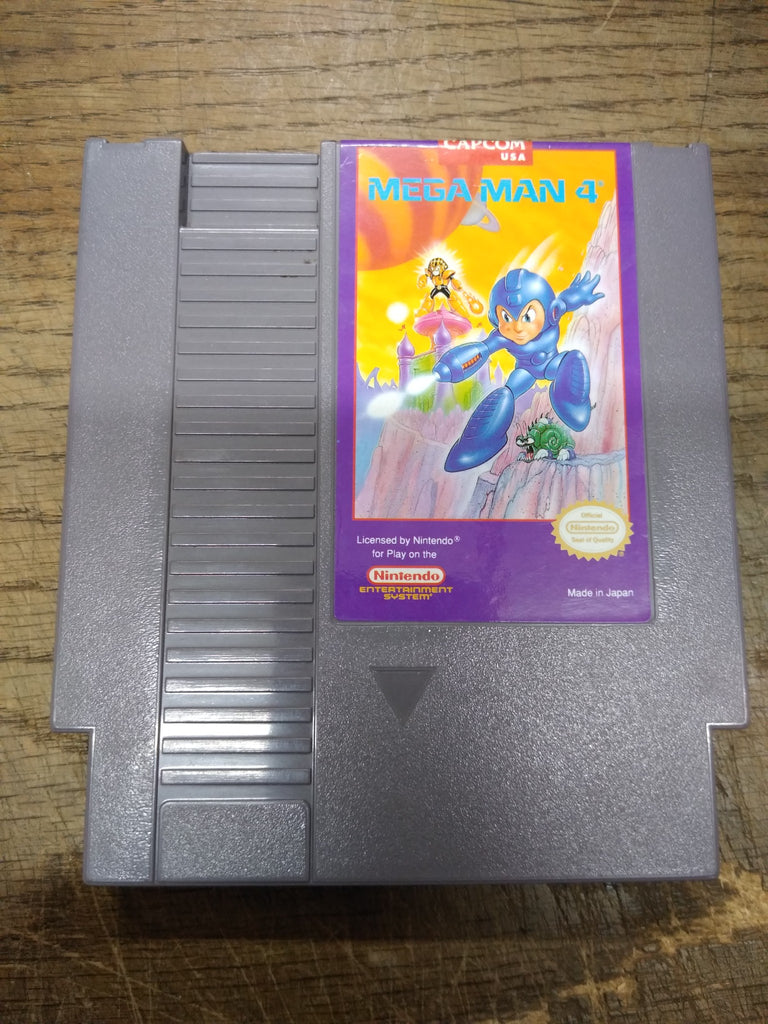 CAPCOM
USA
MEGA MAN 4
Licensed by Nintendo®
for Play on the
Nintendo
ENTERTAINMENT
SYSTEM®
Official
Nintendo
Seal of Quality
Made in Japan